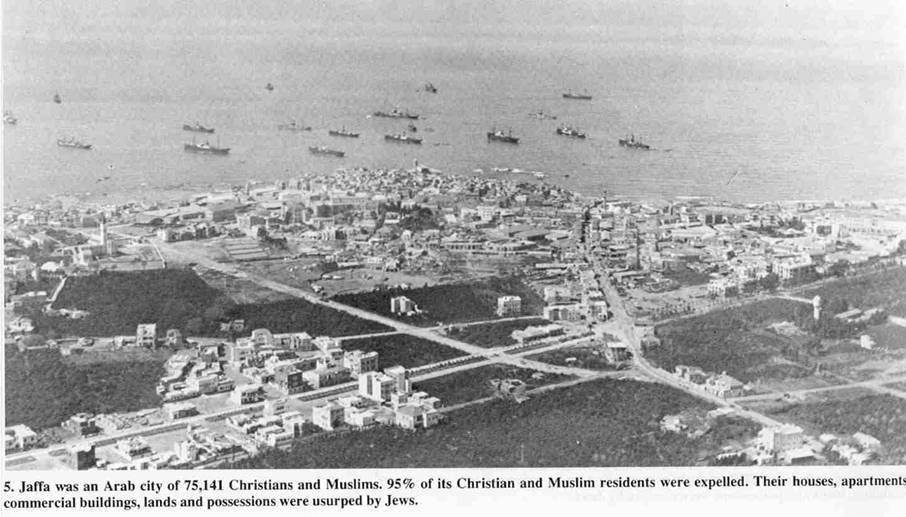 5. Jaffa was an Arab city of 75,141 Christians and Muslims. 95% of its Christian and Muslim residents were expelled. Their houses, apartments
commercial buildings, lands and possessions were usurped by Jews.